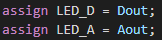 assign LED_D = Dout;
assign LED_A = Aout;